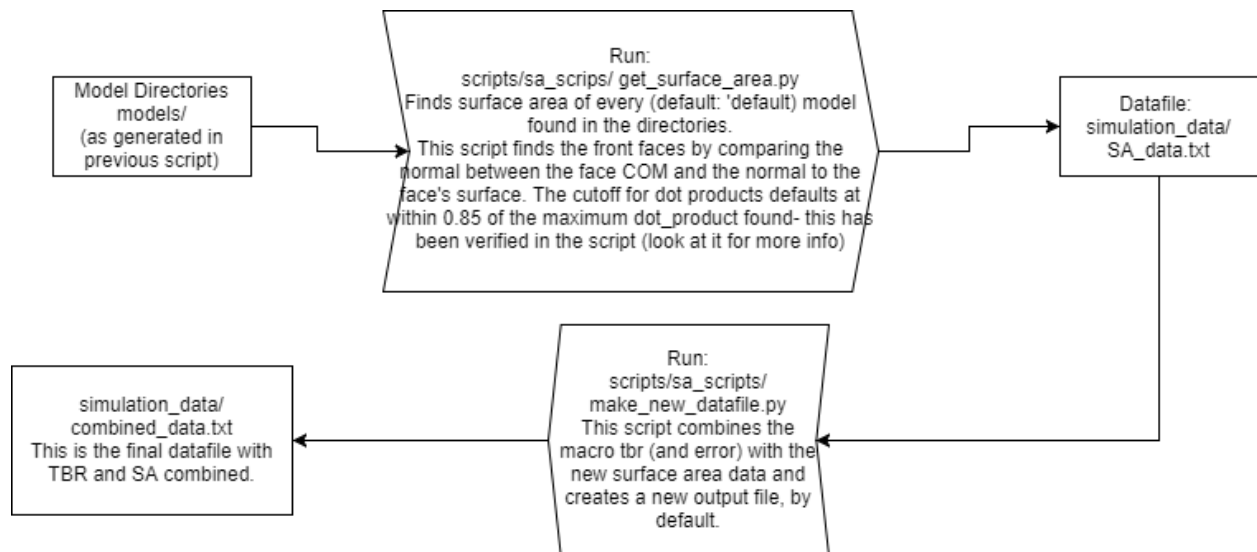 Model Directories
models/
(as generated in
previous script)
Run:
scripts/sa_scrips/ get_surface_area.py
Finds surface area of every (default: 'default) model
found in the directories.
This script finds the front faces by comparing the
normal between the face COM and the normal to the
face's surface. The cutoff for dot products defaults at
within 0.85 of the maximum dot_product found- this has
been verified in the script (look at it for more info)
Datafile:
simulation_data/
SA_data.txt
Run:
scripts/sa_scripts/
make_new_datafile.py
This script combines the
macro tbr (and error) with the
new surface area data and
creates a new output file, by
default.
simulation_data/
combined_data.txt
This is the final datafile with
TBR and SA combined.